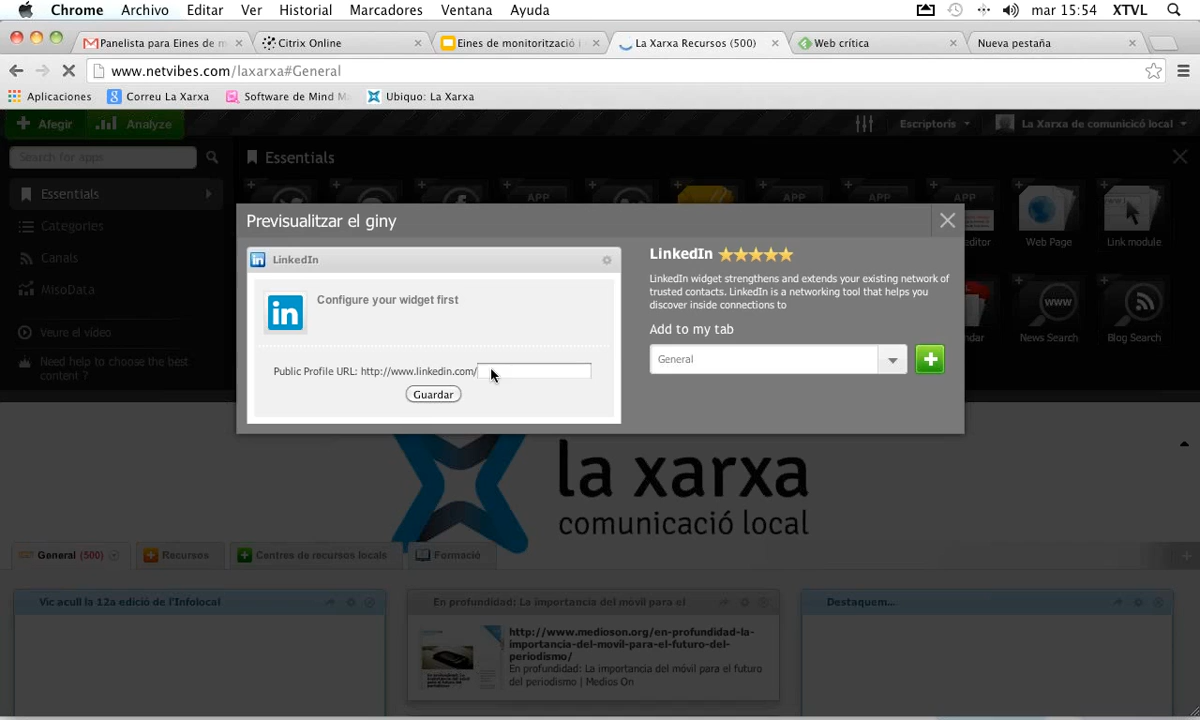 Chrome Archivo Editar Ver Historial Marcadores Ventana Ayuda mar 15:54 XTVL
Panelista para Eines de m
Citrix Online
Eines de monitorització i
La Xarxa Recursos (500)
Web crítica
Nueva pestaña
www.netvibes.com/laxarxa#General
Aplicaciones
Correu La Xarxa
Software de Mind M
Ubiquo: La Xarxa
Afegir
Analyze
Escriptoris
La Xarxa de comunicició local
Search for apps
Essentials
Essentials
Categories
Canals
MisoData
Veure el vídeo
Need help to choose the best
content ?
APP
APP
APP
APP
editor
Web Page
Link module
News Search
Blog Search
Previsualitzar el giny
LinkedIn
in
Configure your widget first
Public Profile URL: http://www.linkedin.com/
Guardar
LinkedIn
LinkedIn widget strengthens and extends your existing network of
trusted contacts. LinkedIn is a networking tool that helps you
discover inside connections to
Add to my tab
General
la xarxa
comunicació local
General (500)
Recursos
Centres de recursos locals
Formació
Vic acull la 12a edició de l'Infolocal
En profundidad: La importancia del móvil para el
http://www.medioson.org/en-profundidad-la-
importancia-del-movil-para-el-futuro-del-
periodismo/
En profundidad: La importancia del móvil para el futuro
del periodismo | Medios On
Destaquem...